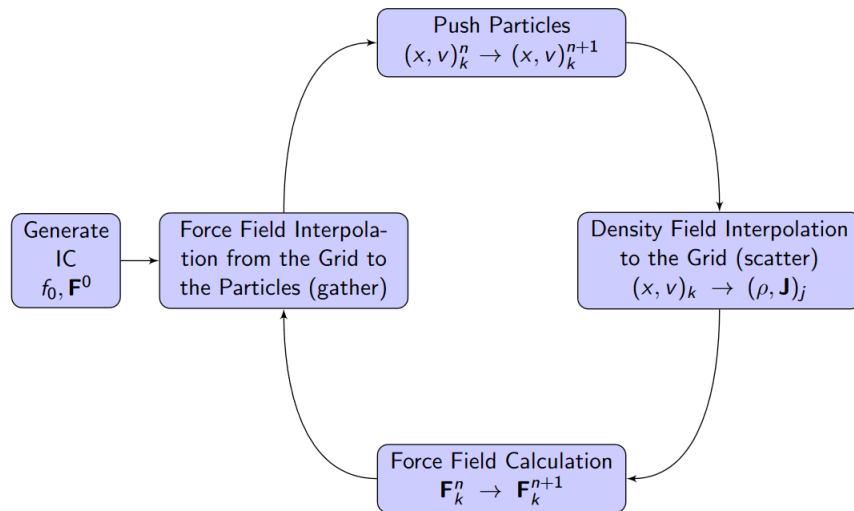 Push Particles
(x, v)ₖⁿ → (x, v)ₖⁿ⁺¹
Generate
IC
f₀, F⁰
Force Field Interpola-
tion from the Grid to
the Particles (gather)
Density Field Interpolation
to the Grid (scatter)
(x, v)ₖ → (ρ, J)ⱼ
Force Field Calculation
Fₖⁿ → Fₖⁿ⁺¹